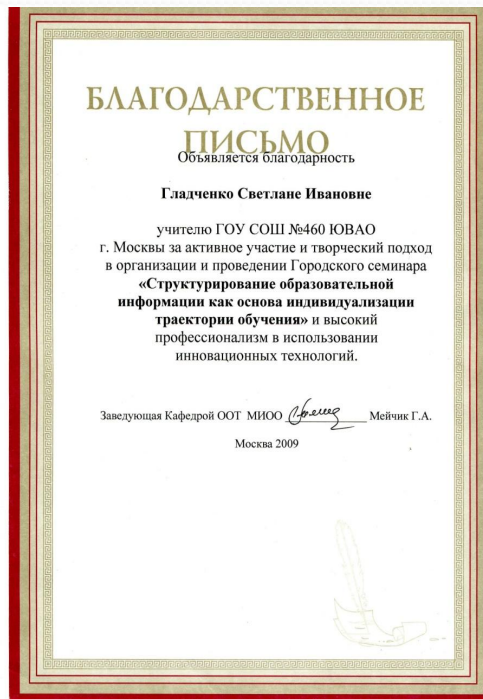 БЛАГОДАРСТВЕННОЕ
ПИСЬМО
Объявляется благодарность
Гладченко Светлане Ивановне
учителю ГОУ СОШ №460 ЮВАО
г. Москвы за активное участие и творческий подход
в организации и проведении Городского семинара
«Структурирование образовательной
информации как основа индивидуализации
траектории обучения» и высокий
профессионализм в использовании
инновационных технологий.
Заведующая Кафедрой ООТ МИОО Мейчик Г.А.
Москва 2009